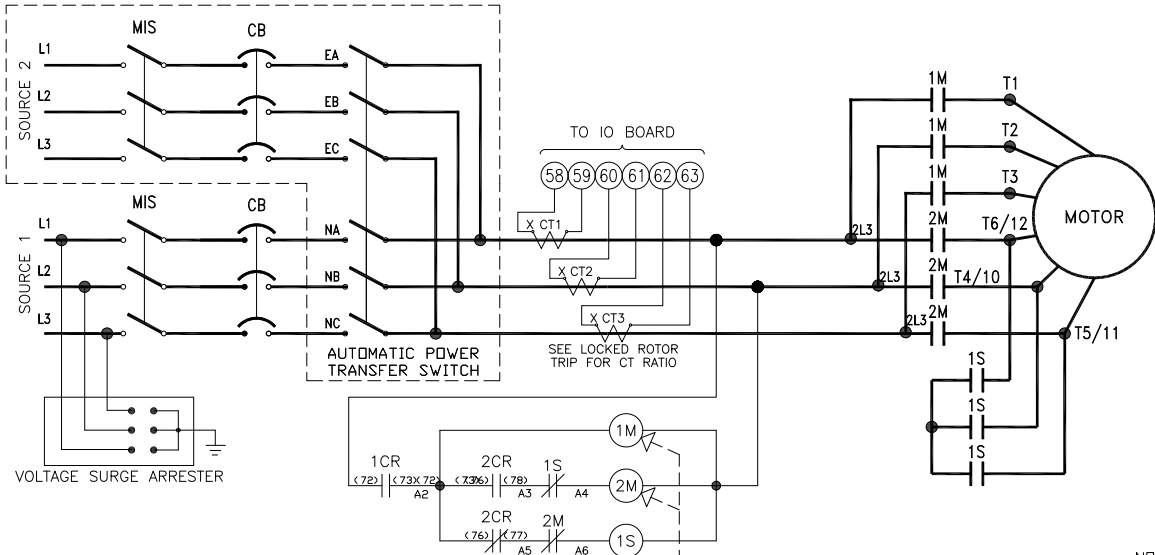 MIS
CB
SOURCE 2
L1
EA
L2
EB
L3
EC
TO IO BOARD
58 59 60 61 62 63
1M
T1
1M
T2
1M
T3
MOTOR
MIS
CB
SOURCE 1
L1
NA
X CT1
2L3
2M
T6/12
L2
NB
X CT2
2L3
2M
T4/10
L3
NC
X CT3
2L3
2M
T5/11
AUTOMATIC POWER
TRANSFER SWITCH
SEE LOCKED ROTOR
TRIP FOR CT RATIO
1S
1S
1S
VOLTAGE SURGE ARRESTER
1M
1CR
(72)
(73)(72)
A2
2CR
(78)
A3
1S
A4
2M
2CR
(76)
(77)
A5
2M
A6
1S